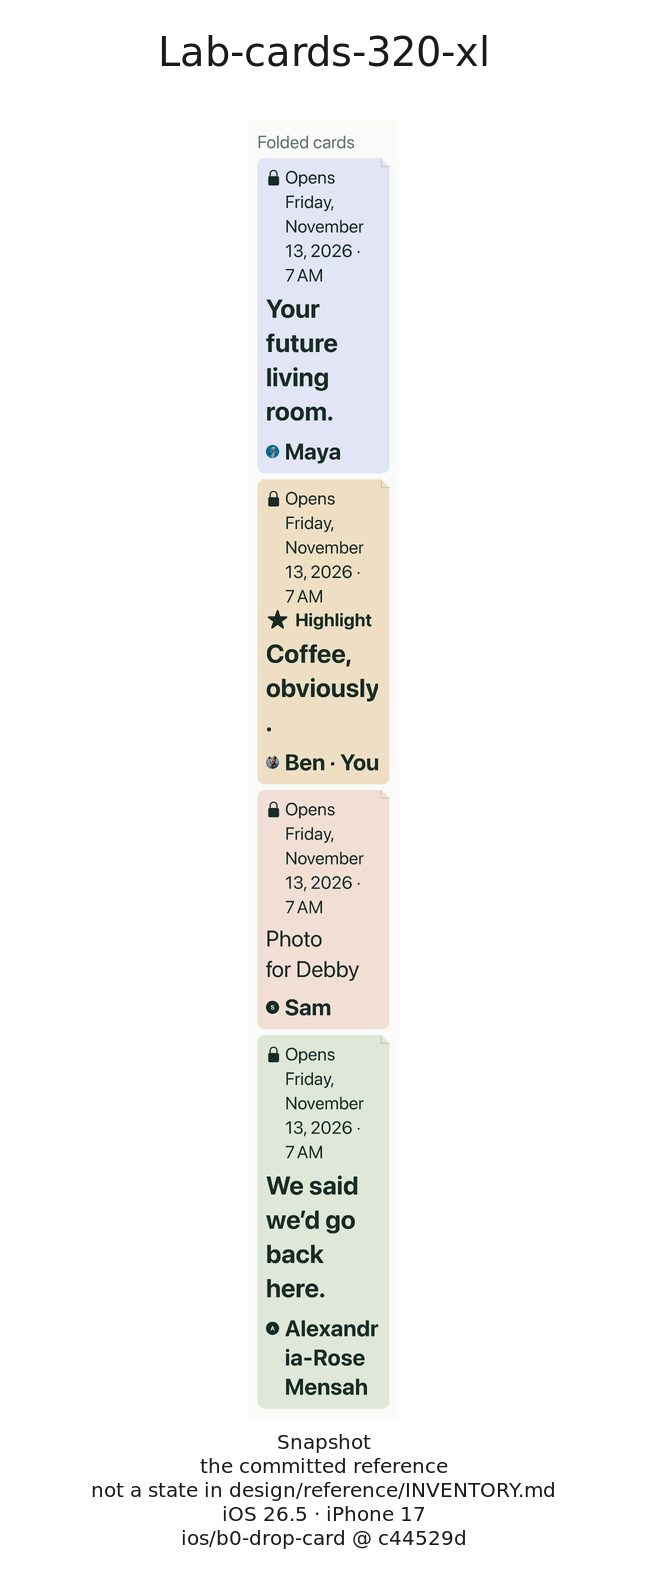 Lab-cards-320-xl
Folded cards
Opens
Friday,
November
13, 2026 ·
7 AM
Your
future
living
room.
Maya
Opens
Friday,
November
13, 2026 ·
7 AM
Highlight
Coffee,
obviously
.
Ben · You
Opens
Friday,
November
13, 2026 ·
7 AM
Photo
for Debby
S
Sam
Opens
Friday,
November
13, 2026 ·
7 AM
We said
we’d go
back
here.
A
Alexandr
ia-Rose
Mensah
Snapshot
the committed reference
not a state in design/reference/INVENTORY.md
iOS 26.5 · iPhone 17
ios/b0-drop-card @ c44529d